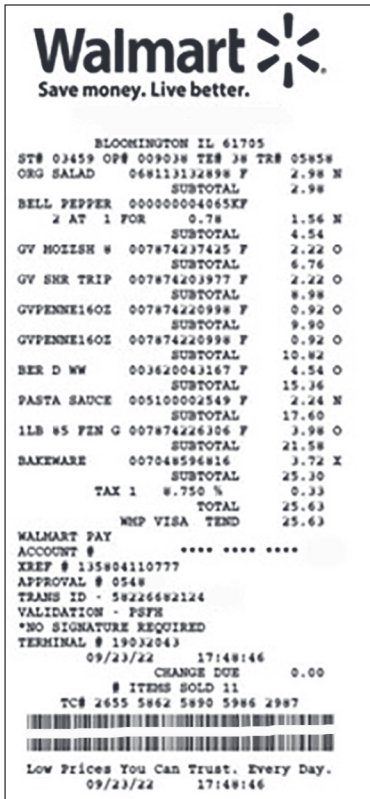 Walmart
Save money. Live better.
BLOOMINGTON IL 61705
ST# 03459 OP# 009038 TE# 38 TR# 05858
ORG SALAD 068113132898 F 2.98 N
SUBTOTAL 2.98
BELL PEPPER 000000004065KF
2 AT 1 FOR 0.78 1.56 N
SUBTOTAL 4.54
GV MOZZSH 8 007874237425 F 2.22 O
SUBTOTAL 6.76
GV SHR TRIP 007874203977 F 2.22 O
SUBTOTAL 8.98
GVPENNE16OZ 007874220998 F 0.92 O
SUBTOTAL 9.90
GVPENNE16OZ 007874220998 F 0.92 O
SUBTOTAL 10.82
BER D WW 003620043167 F 4.54 O
SUBTOTAL 15.36
PASTA SAUCE 005100002549 F 2.24 N
SUBTOTAL 17.60
1LB 85 FZN G 007874226306 F 3.98 O
SUBTOTAL 21.58
BAKEWARE 007048596816 3.72 X
SUBTOTAL 25.30
TAX 1 8.750 % 0.33
TOTAL 25.63
WMP VISA TEND 25.63
WALMART PAY
ACCOUNT # **** **** ****
XREF # 135804110777
APPROVAL # 0548
TRANS ID - 58226682124
VALIDATION - PSFH
*NO SIGNATURE REQUIRED
TERMINAL # 19032043
09/23/22 17:48:46
CHANGE DUE 0.00
# ITEMS SOLD 11
TC# 2655 5862 5890 5986 2987
Low Prices You Can Trust. Every Day.
09/23/22 17:48:46